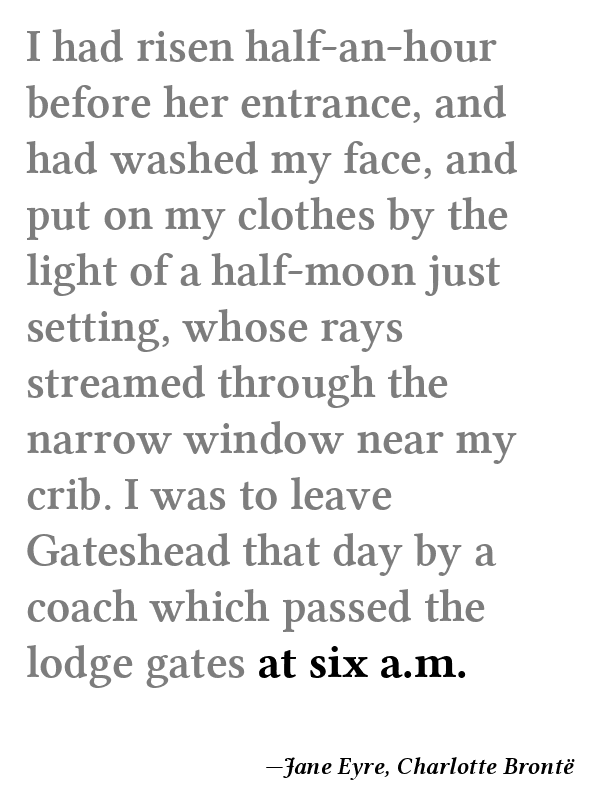 I had risen half-an-hour
before her entrance, and
had washed my face, and
put on my clothes by the
light of a half-moon just
setting, whose rays
streamed through the
narrow window near my
crib. I was to leave
Gateshead that day by a
coach which passed the
lodge gates at six a.m.
—Jane Eyre, Charlotte Brontë